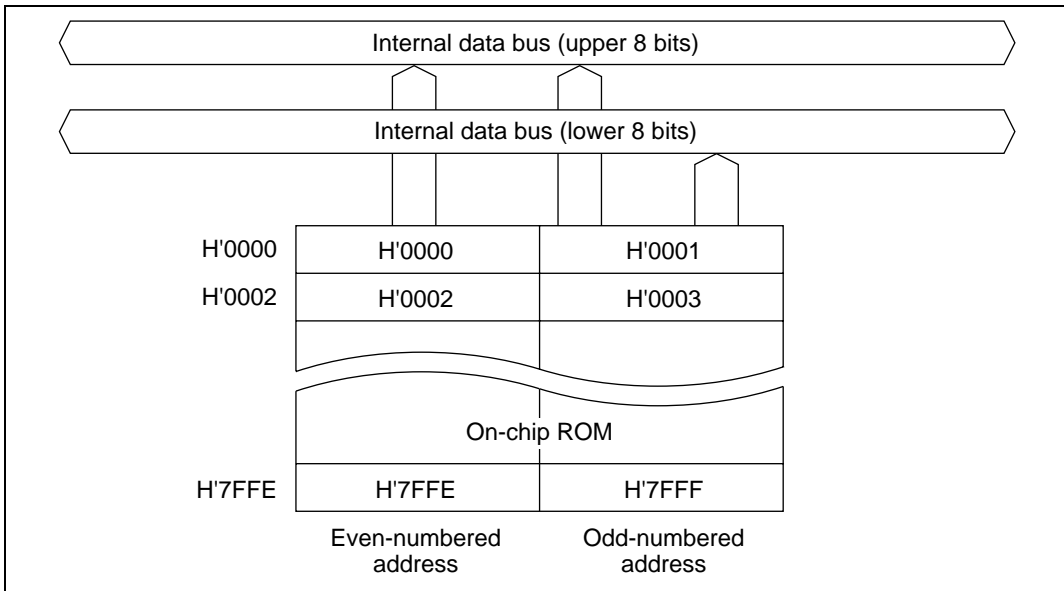 Internal data bus (upper 8 bits)
Internal data bus (lower 8 bits)
H'0000 H'0000 H'0001
H'0002 H'0002 H'0003
On-chip ROM
H'7FFE H'7FFE H'7FFF
Even-numbered address
Odd-numbered address